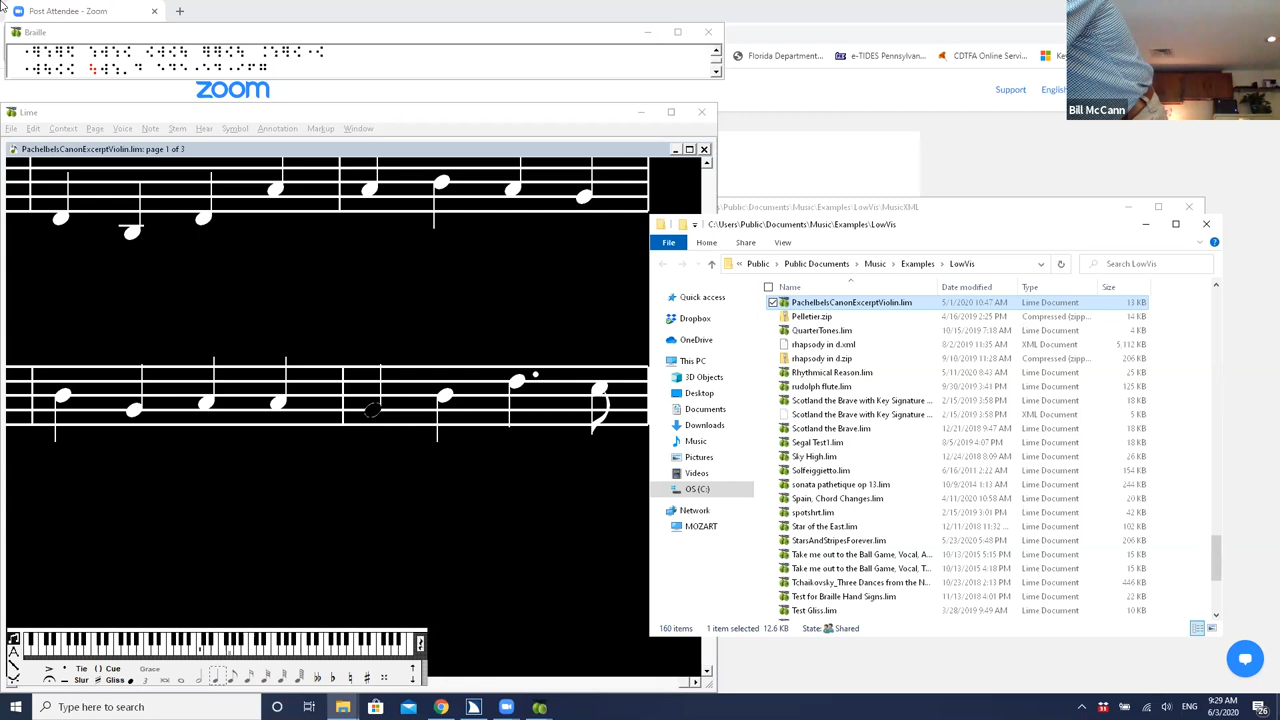 Post Attendee - Zoom
Braille
⠠
zoom
Florida Department...
e-TIDES Pennsylvan...
CDTFA Online Servi...
Support
Bill McCann
Lime
File Edit Context Page Voice Note Stem Hear Symbol Annotation Markup Window
PachelbelsCanonExcerptViolin.lim: page 1 of 3
C:\Users\Public\Documents\Music\Examples\LowVis
File Home Share View
« Public Public Documents Music Examples LowVis
Search LowVis
Name Date modified Type Size
Quick access
Dropbox
OneDrive
This PC
3D Objects
Desktop
Documents
Downloads
Music
Pictures
Videos
OS (C:)
Network
MOZART
PachelbelsCanonExcerptViolin.lim 5/1/2020 10:47 AM Lime Document 13 KB
Pelletier.zip 4/16/2019 2:25 PM Compressed (zipp... 14 KB
QuarterTones.lim 10/15/2019 7:18 AM Lime Document 4 KB
rhapsody in d.xml 8/2/2019 11:35 AM XML Document 5,112 KB
rhapsody in d.zip 9/10/2019 11:28 AM Compressed (zipp... 206 KB
Rhythmical Reason.lim 5/11/2020 8:43 AM Lime Document 18 KB
rudolph flute.lim 9/30/2019 3:41 PM Lime Document 125 KB
Scotland the Brave with Key Signature ... 2/15/2019 3:58 PM Lime Document 18 KB
Scotland the Brave with Key Signature ... 2/15/2019 3:58 PM XML Document 5 KB
Scotland the Brave.lim 12/21/2018 9:47 AM Lime Document 18 KB
Segal Test1.lim 8/5/2019 4:07 PM Lime Document 18 KB
Sky High.lim 12/24/2018 8:09 AM Lime Document 26 KB
Solfeiggietto.lim 6/16/2011 2:22 AM Lime Document 154 KB
sonata pathetique op 13.lim 10/9/2014 1:13 AM Lime Document 244 KB
Spain, Chord Changes.lim 4/11/2020 10:58 AM Lime Document 20 KB
spotshrt.lim 2/15/2019 3:01 PM Lime Document 42 KB
Star of the East.lim 12/11/2018 11:32 ... Lime Document 102 KB
StarsAndStripesForever.lim 5/23/2020 5:48 PM Lime Document 206 KB
Take me out to the Ball Game, Vocal, A... 10/13/2015 5:15 PM Lime Document 15 KB
Take me out to the Ball Game, Vocal, T... 10/13/2015 4:18 PM Lime Document 15 KB
Tchaikovsky_Three Dances from the N... 10/23/2018 2:13 PM Lime Document 446 KB
Test for Braille Hand Signs.lim 11/13/2018 4:01 PM Lime Document 22 KB
Test Gliss.lim 3/28/2019 9:49 AM Lime Document 10 KB
160 items 1 item selected 12.6 KB State: Shared
Tie ( ) Cue Grace
Slur Gliss
Type here to search
ENG
9:29 AM
6/3/2020
26